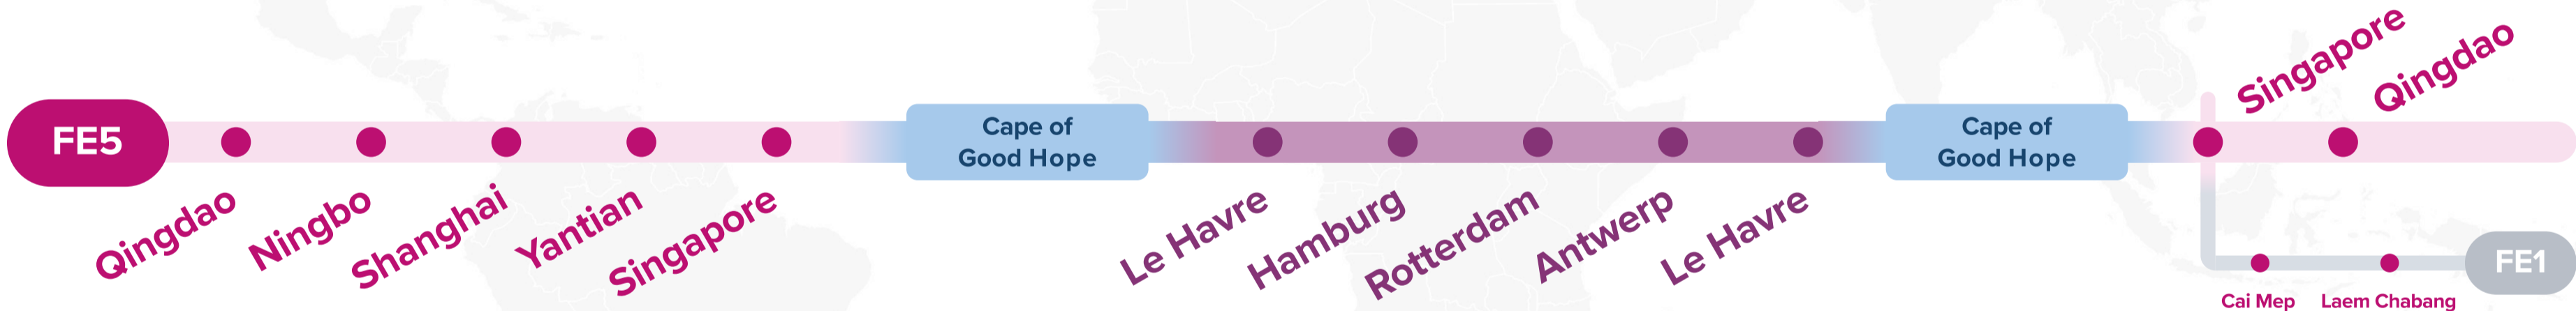 FE5
Qingdao
Ningbo
Shanghai
Yantian
Singapore
Cape of
Good Hope
Le Havre
Hamburg
Rotterdam
Antwerp
Le Havre
Cape of
Good Hope
Singapore
Qingdao
Cai Mep
Laem Chabang
FE1